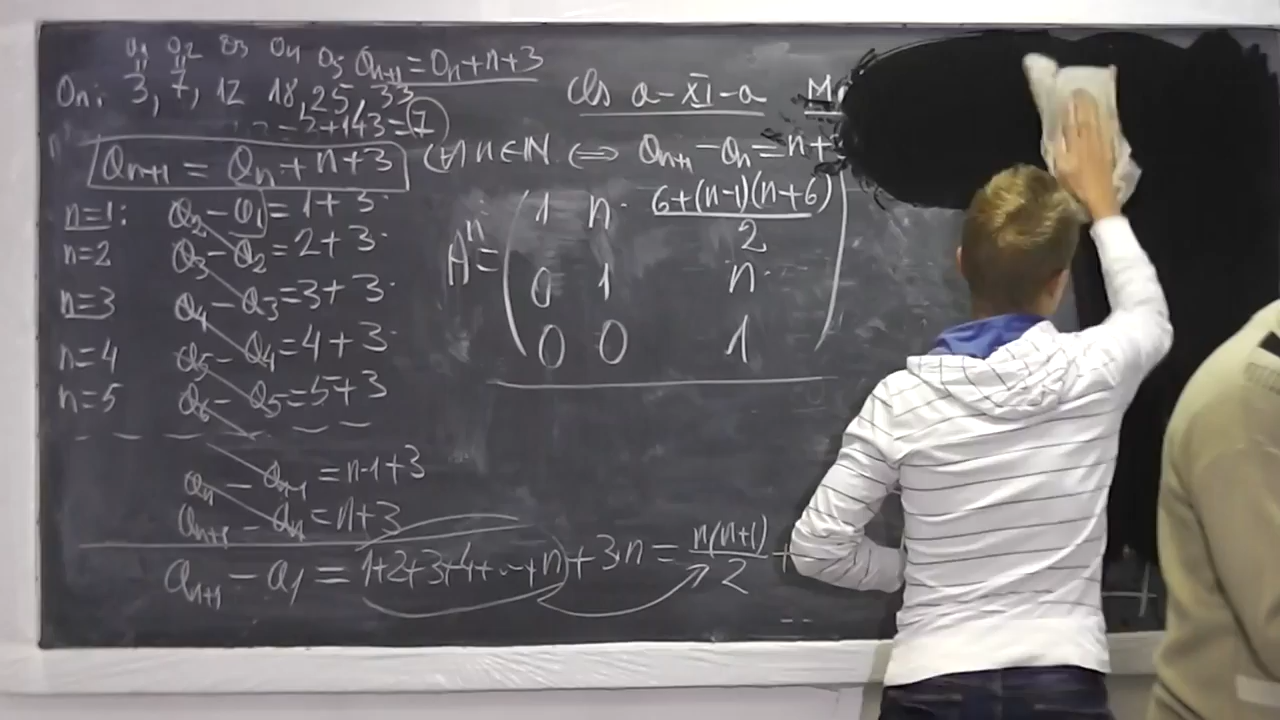 a1 a2 a3 a4 a5 an+1 = an + n + 3
an: 3, 7, 12 18, 25, 33
2+143=7
Cls a-XI-a
an+1 = an + n + 3 (∀) n ∈ N ⇔ an+1 - an = n+
n=1: a2 - a1 = 1 + 3
n=2 a3 - a2 = 2 + 3
n=3 a4 - a3 = 3 + 3
n=4 a5 - a4 = 4 + 3
n=5 a6 - a5 = 5 + 3
an - an-1 = n-1+3
an+1 - an = n+3
an+1 - a1 = 1+2+3+4+...+n + 3n = n(n+1)/2 +
A^n = ( 1 n 6+(n-1)(n+6)/2
0 1 n
0 0 1 )